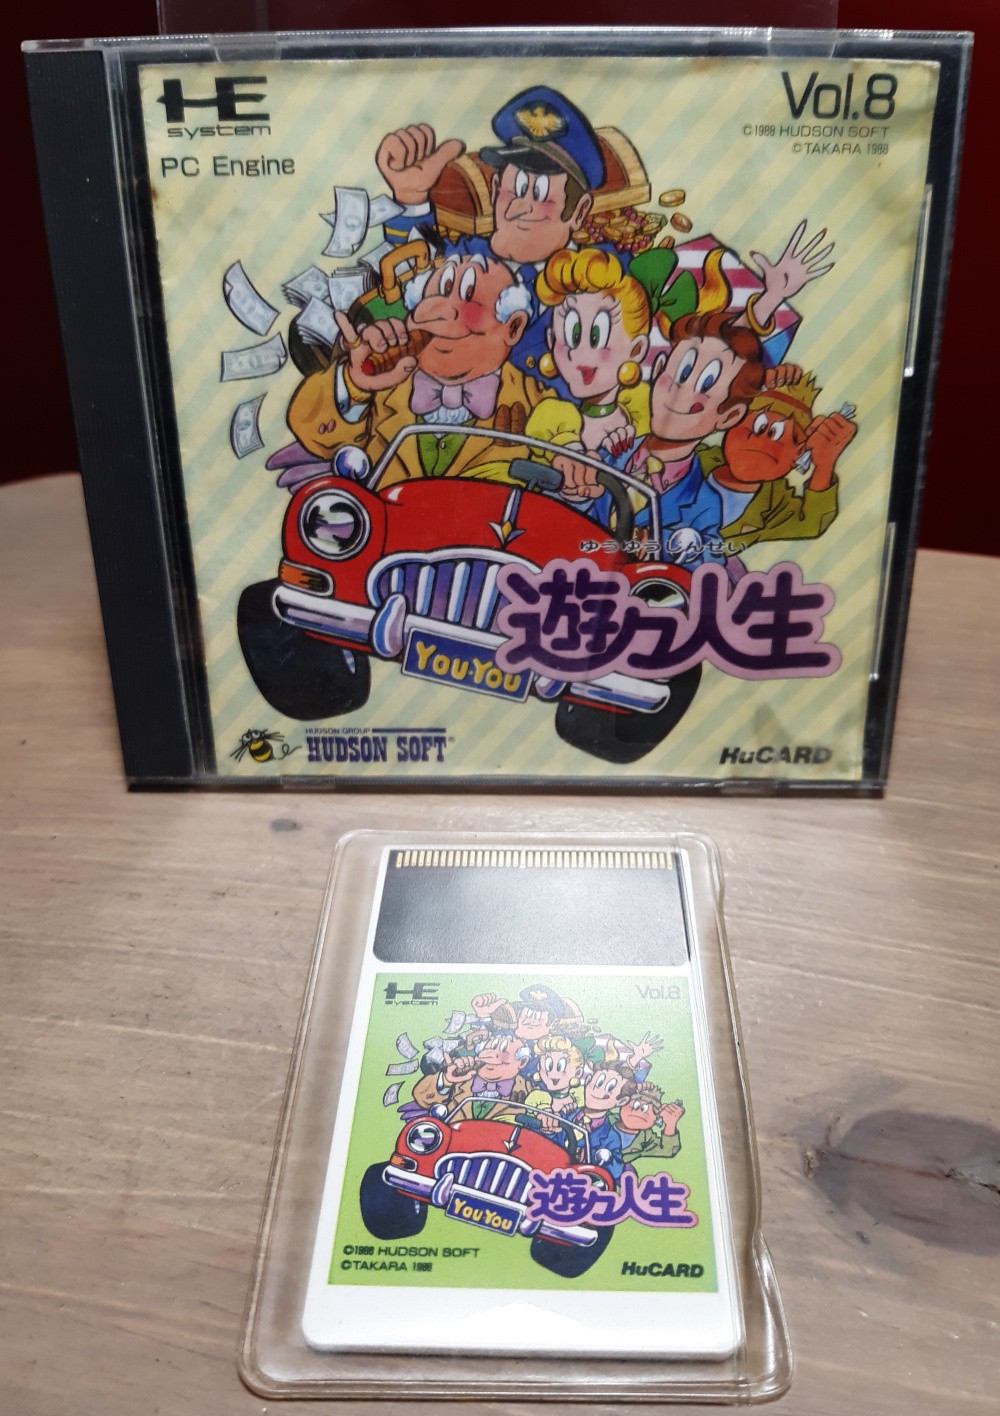 HE
system
PC Engine
Vol.8
©1988 HUDSON SOFT
©TAKARA 1988
ゆうゆうじんせい
遊々人生
YOU·YOU
HUDSON GROUP
HUDSON SOFT®
HuCARD
HE
system
Vol.8
遊々人生
YOU·YOU
©1988 HUDSON SOFT
©TAKARA 1988
HuCARD